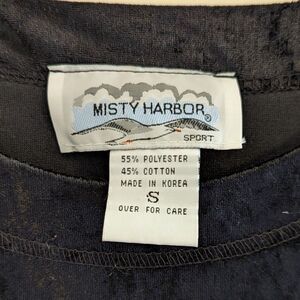 MISTY HARBOR®
SPORT
55% POLYESTER
45% COTTON
MADE IN KOREA
S
OVER FOR CARE